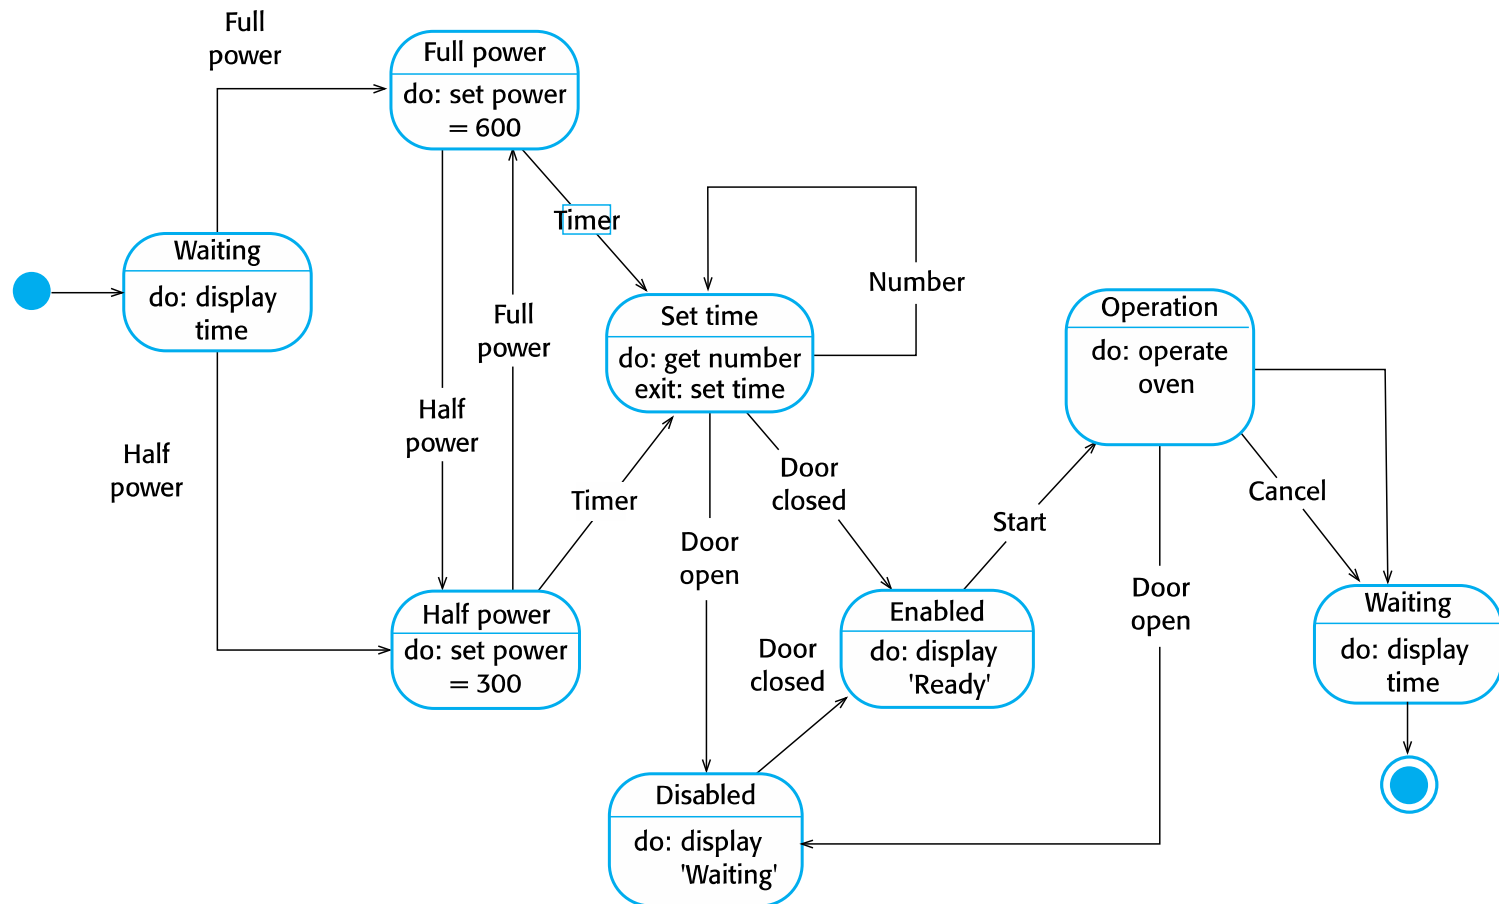 Full
power
Full power
do: set power
= 600
Timer
Waiting
do: display
time
Number
Full
power
Set time
do: get number
exit: set time
Operation
do: operate
oven
Half
power
Half
power
Timer
Door
closed
Door
open
Start
Cancel
Door
open
Half power
do: set power
= 300
Door
closed
Enabled
do: display
'Ready'
Waiting
do: display
time
Disabled
do: display
'Waiting'